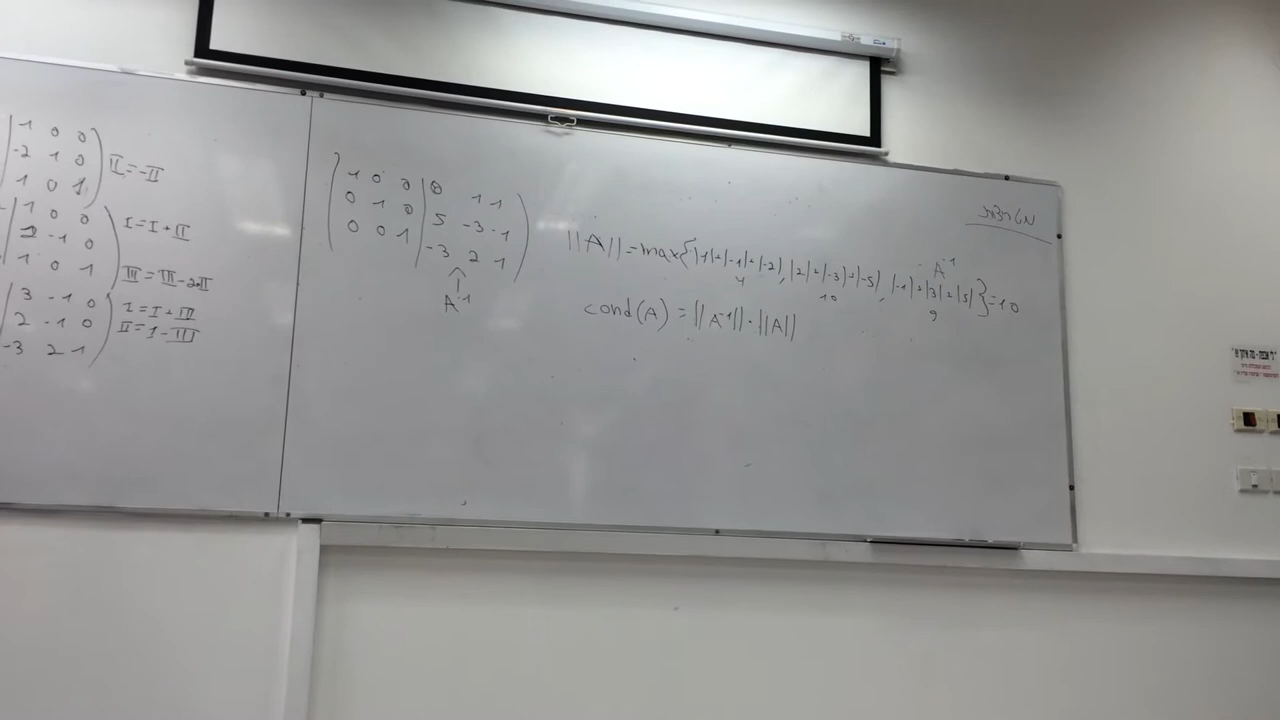 1 0 0
-2 1 0 II=-II
1 0 1
1 0 0 I=I+II
2 -1 0
1 0 1 III=III-2II
3 -1 0 I=I+III
2 -1 0 II=I-III
-3 2 1
1 0 0 | 0 1 1
0 1 0 | 5 -3 -1
0 0 1 | -3 2 1
A⁻¹
מטריצות
||A||=max{|1|+|-1|+|-2|, |2|+|-3|+|-5|, |-1|+|3|+|5|}=10
4 10 9
A⁻¹
cond(A) = ||A⁻¹||·||A||